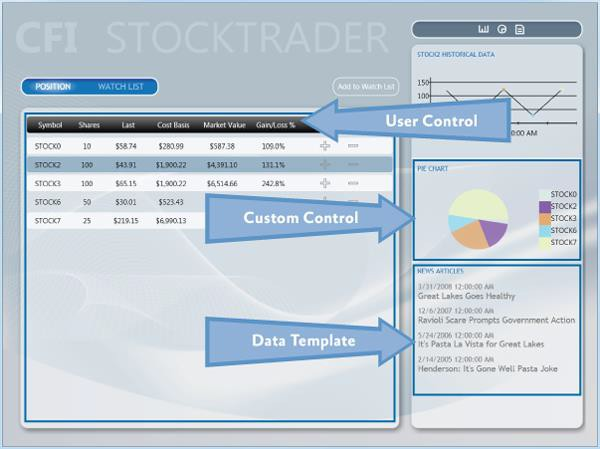 CFI STOCKTRADER
POSITION WATCH LIST
Add to Watch List
Symbol Shares Last Cost Basis Market Value Gain/Loss %
STOCK0 10 $58.74 $280.99 $587.38 109.0%
STOCK2 100 $43.91 $1,900.22 $4,391.10 131.1%
STOCK3 100 $65.15 $1,900.22 $6,514.66 242.8%
STOCK6 50 $30.01 $523.43
STOCK7 25 $219.15 $6,990.13
User Control
Custom Control
Data Template
STOCK2 HISTORICAL DATA
150
100
0:00 AM
PIE CHART
STOCK0
STOCK2
STOCK3
STOCK6
STOCK7
NEWS ARTICLES
3/31/2008 12:00:00 AM
Great Lakes Goes Healthy
12/6/2007 12:00:00 AM
Ravioli Scare Prompts Government Action
5/24/2006 12:00:00 AM
It's Pasta La Vista for Great Lakes
2/14/2005 12:00:00 AM
Henderson: It's Gone Well Pasta Joke